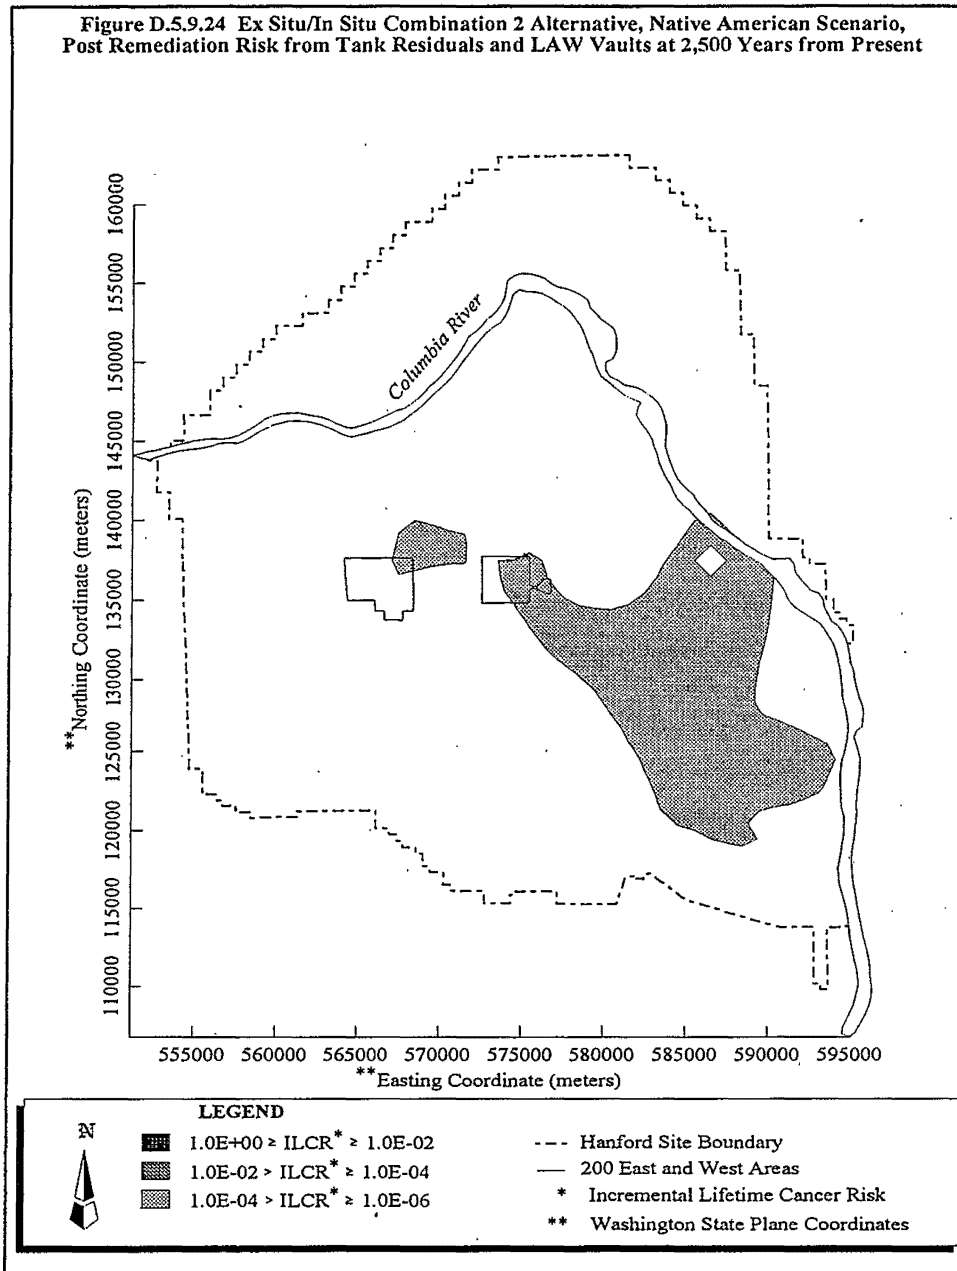 Figure D.5.9.24 Ex Situ/In Situ Combination 2 Alternative, Native American Scenario,
Post Remediation Risk from Tank Residuals and LAW Vaults at 2,500 Years from Present
160000
155000
150000
145000
140000
135000
130000
125000
120000
115000
110000
**Northing Coordinate (meters)
Columbia River
555000 560000 565000 570000 575000 580000 585000 590000 595000
**Easting Coordinate (meters)
LEGEND
N
1.0E+00 ≥ ILCR* ≥ 1.0E-02
1.0E-02 > ILCR* ≥ 1.0E-04
1.0E-04 > ILCR* ≥ 1.0E-06
Hanford Site Boundary
200 East and West Areas
* Incremental Lifetime Cancer Risk
** Washington State Plane Coordinates